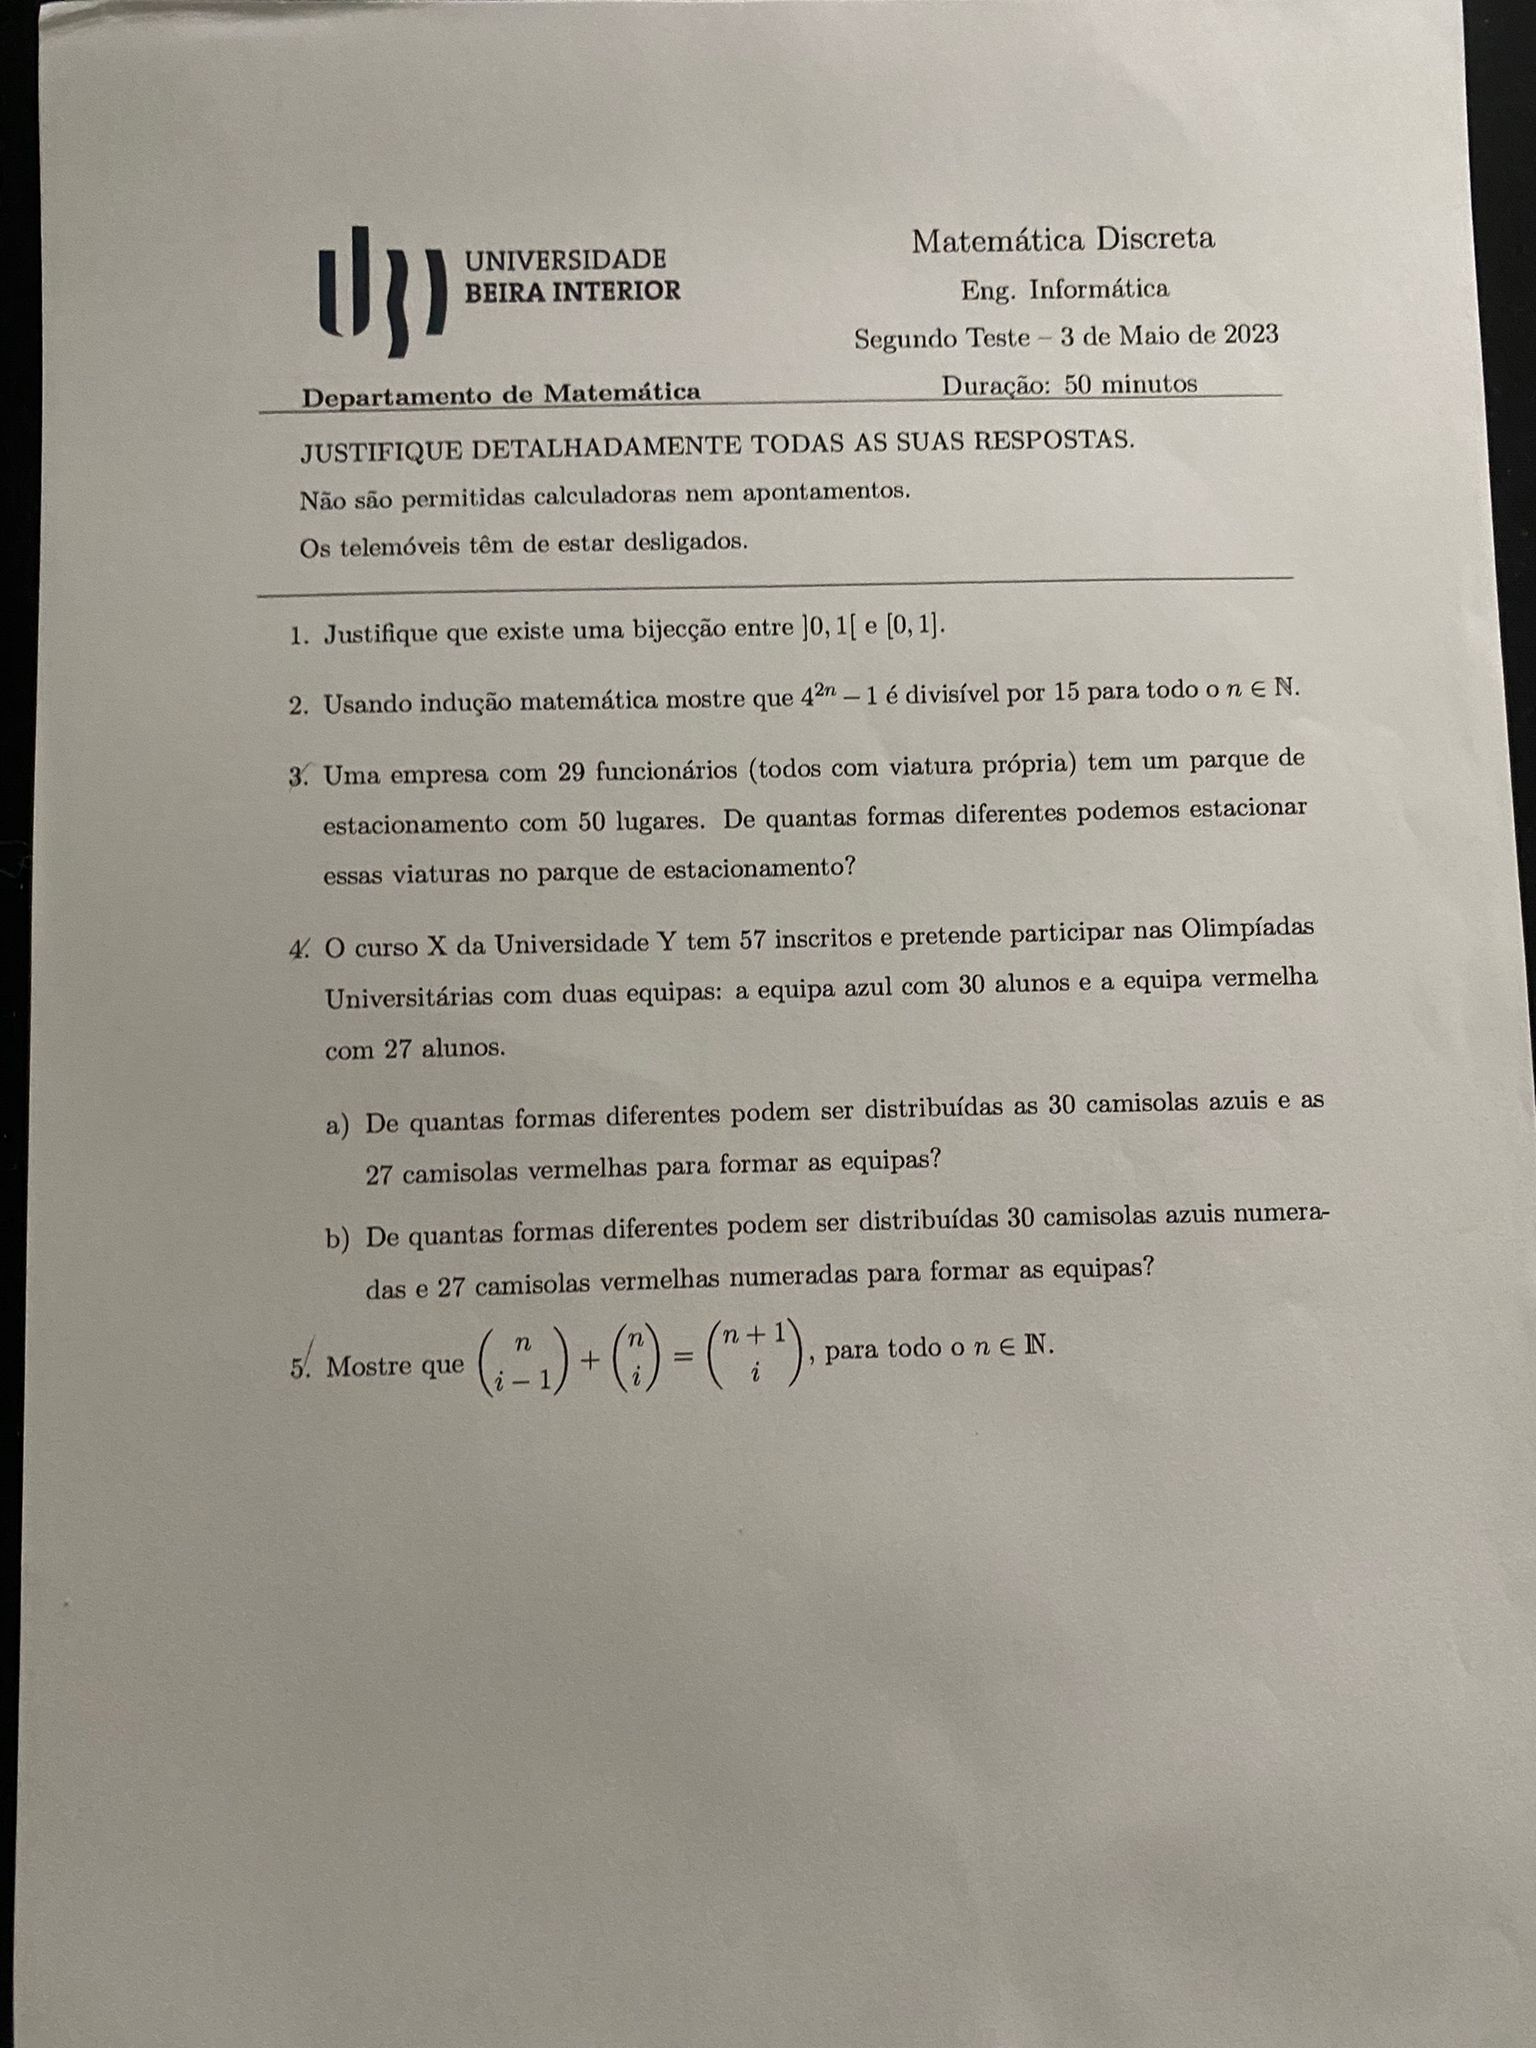 UNIVERSIDADE
BEIRA INTERIOR
Departamento de Matemática
Matemática Discreta
Eng. Informática
Segundo Teste – 3 de Maio de 2023
Duração: 50 minutos
JUSTIFIQUE DETALHADAMENTE TODAS AS SUAS RESPOSTAS.
Não são permitidas calculadoras nem apontamentos.
Os telemóveis têm de estar desligados.
1. Justifique que existe uma bijecção entre ]0, 1[ e [0, 1].
2. Usando indução matemática mostre que $4^{2n} - 1$ é divisível por 15 para todo o $n \in \mathbb{N}$.
3. Uma empresa com 29 funcionários (todos com viatura própria) tem um parque de
estacionamento com 50 lugares. De quantas formas diferentes podemos estacionar
essas viaturas no parque de estacionamento?
4. O curso X da Universidade Y tem 57 inscritos e pretende participar nas Olimpíadas
Universitárias com duas equipas: a equipa azul com 30 alunos e a equipa vermelha
com 27 alunos.
a) De quantas formas diferentes podem ser distribuídas as 30 camisolas azuis e as
27 camisolas vermelhas para formar as equipas?
b) De quantas formas diferentes podem ser distribuídas 30 camisolas azuis numera-
das e 27 camisolas vermelhas numeradas para formar as equipas?
5. Mostre que $\binom{n}{i-1} + \binom{n}{i} = \binom{n+1}{i}$, para todo o $n \in \mathbb{N}$.